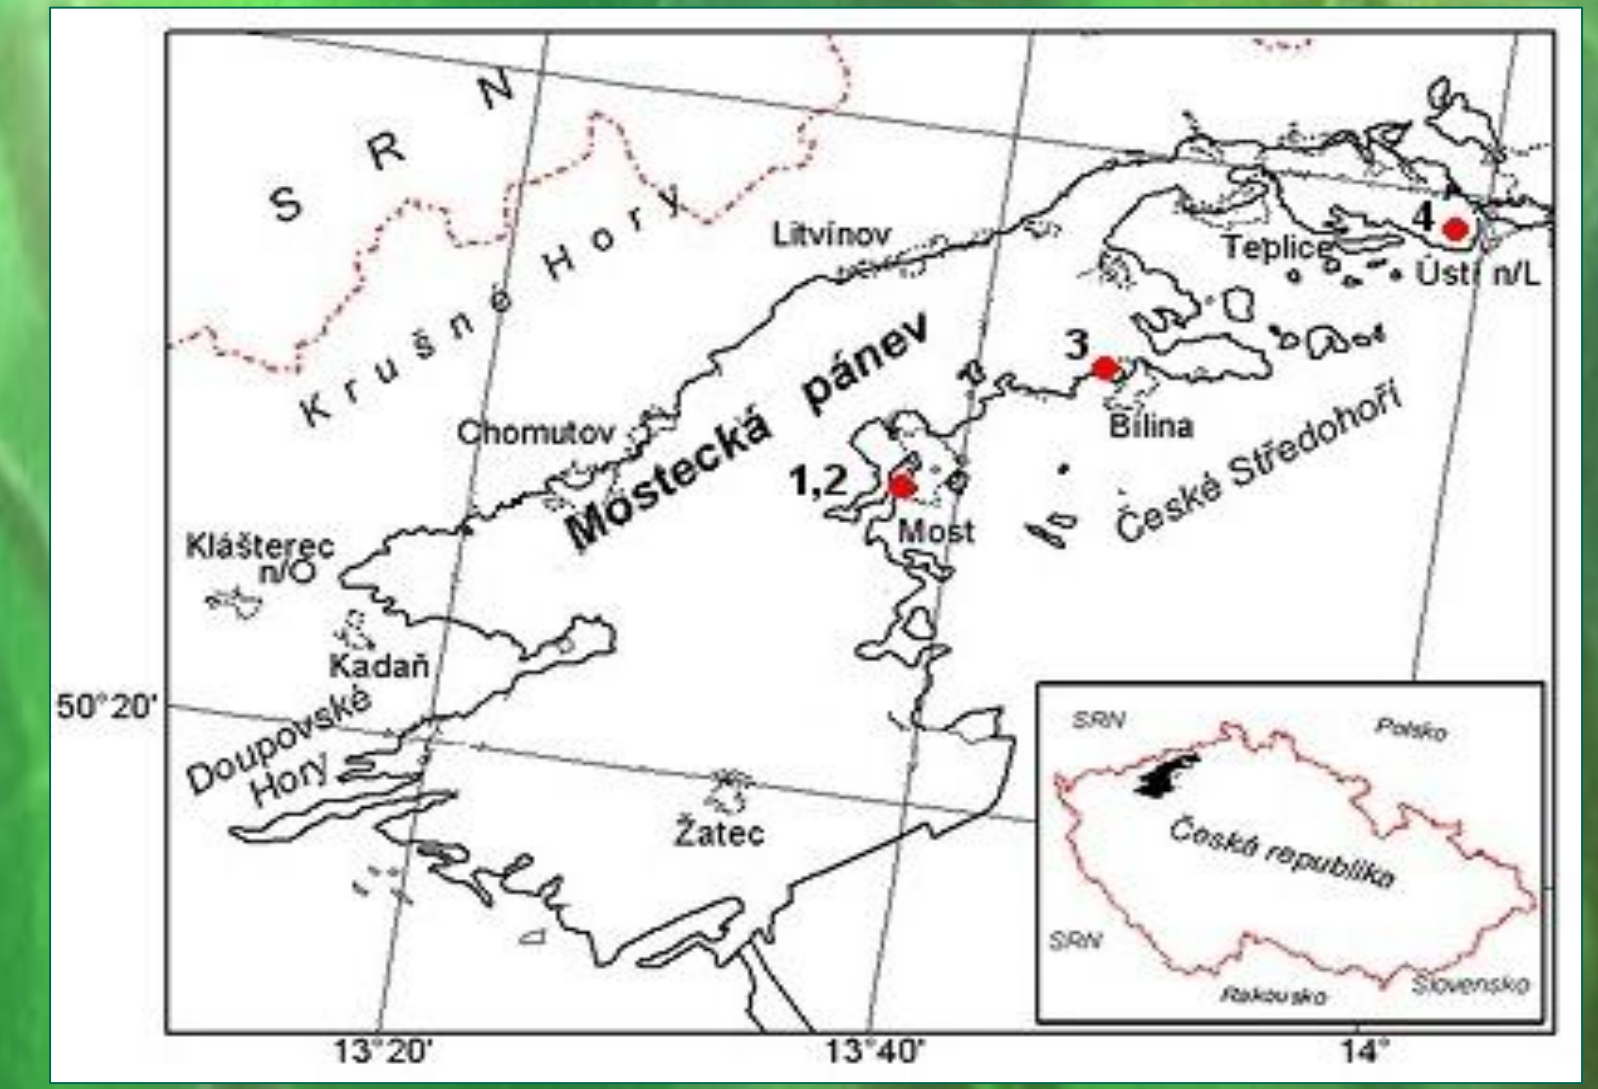 S R N
Krušné Hory
Litvínov
4
Teplice
Ústí n/L
Mostecká pánev
3
Bílina
České Středohoří
Chomutov
1,2
Most
Klášterec
n/O
Kadaň
50°20'
Doupovské
Hory
Žatec
13°20'
13°40'
14°
SRN
Polsko
Česká republika
SRN
Rakousko
Slovensko